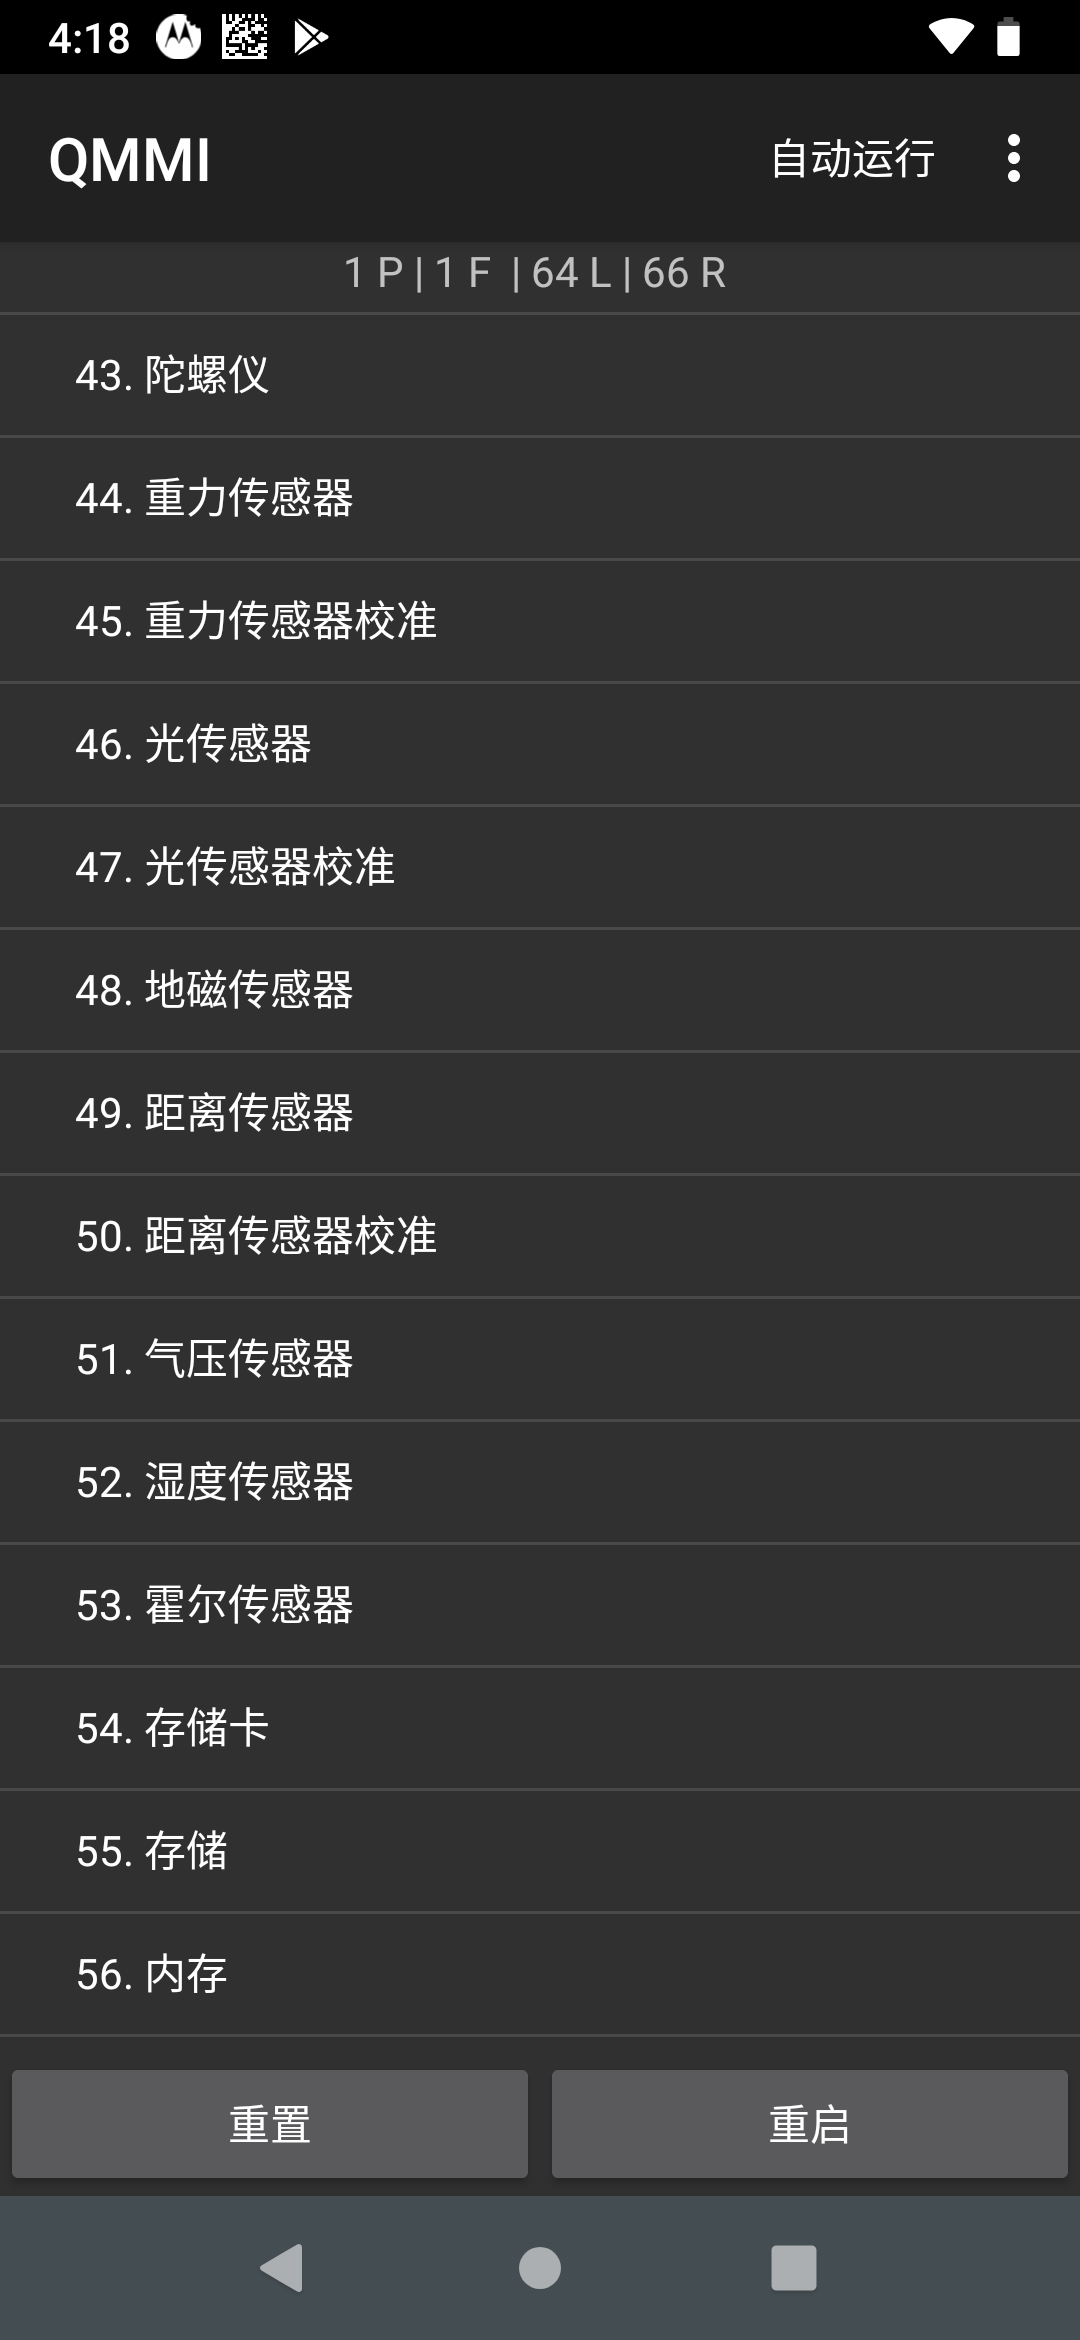 4:18
QMMI
自动运行
1 P | 1 F | 64 L | 66 R
43. 陀螺仪
44. 重力传感器
45. 重力传感器校准
46. 光传感器
47. 光传感器校准
48. 地磁传感器
49. 距离传感器
50. 距离传感器校准
51. 气压传感器
52. 湿度传感器
53. 霍尔传感器
54. 存储卡
55. 存储
56. 内存
重置
重启